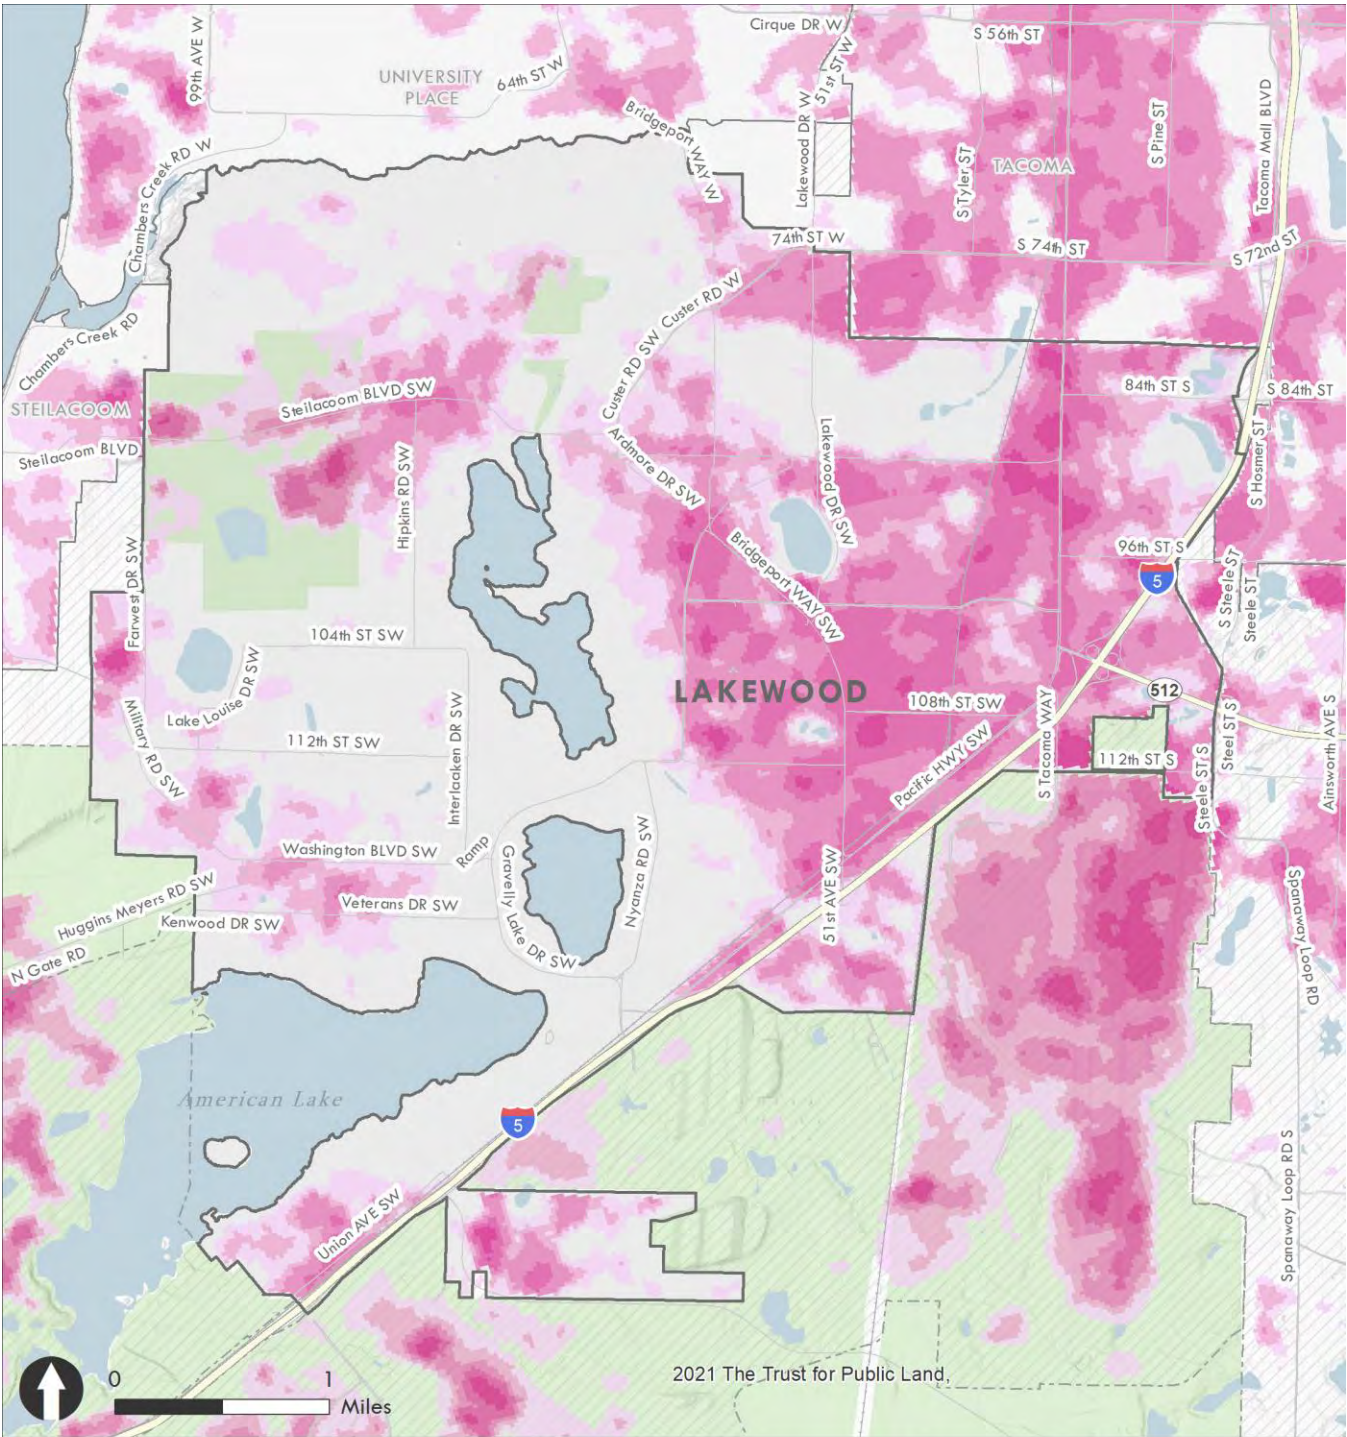 Cirque DR W
S 56th ST
99th AVE W
UNIVERSITY
PLACE
64th ST W
51st ST W
Bridgeport WAY W
Lakewood DR W
S Tyler ST
TACOMA
S Pine ST
Tacoma Mall BLVD
Chambers Creek RD W
74th ST W
S 74th ST
S 72nd ST
Chambers Creek RD
Custer RD W
Custer RD SW
STEILACOOM
Steilacoom BLVD SW
84th ST S
S 84th ST
Steilacoom BLVD
Hipkins RD SW
Ardmore DR SW
Lakewood DR SW
S Hosmer ST
Farwest DR SW
Bridgeport WAY SW
96th ST S
5
S Steele ST
Steele ST
104th ST SW
LAKEWOOD
512
Lake Louise DR SW
Military RD SW
112th ST SW
Interlaaken DR SW
108th ST SW
Pacific HWY SW
S Tacoma WAY
112th ST S
Steel ST S
Steele ST S
Ainsworth AVE S
Washington BLVD SW
Ramp
Gravelly Lake DR SW
Nyanza RD SW
51st AVE SW
Huggins Meyers RD SW
Veterans DR SW
Kenwood DR SW
N Gate RD
Spanaway Loop RD
American Lake
5
Union AVE SW
Spanaway Loop RD S
0 1
Miles
2021 The Trust for Public Land,